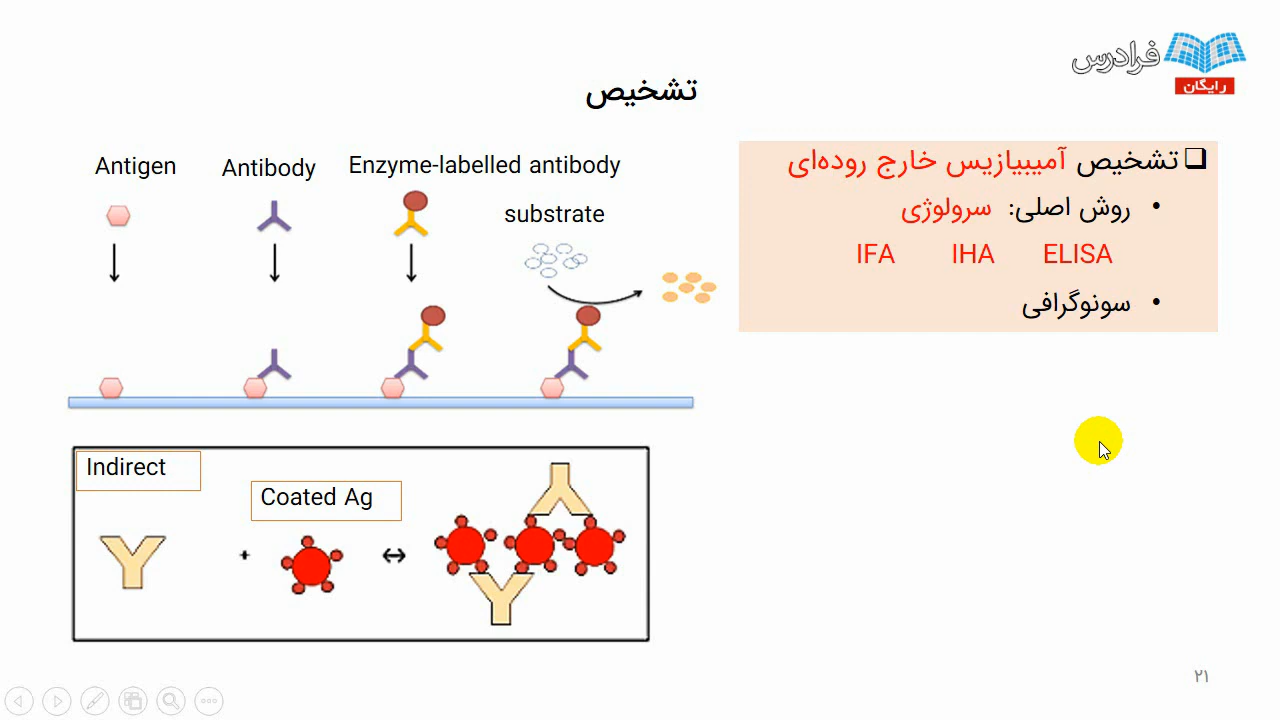 فرادرس
رایگان
تشخیص
تشخیص آمیبیازیس خارج روده‌ای
روش اصلی: سرولوژی
ELISA IHA IFA
سونوگرافی
Antigen Antibody Enzyme-labelled antibody
substrate
Indirect
Coated Ag
+
۲۱